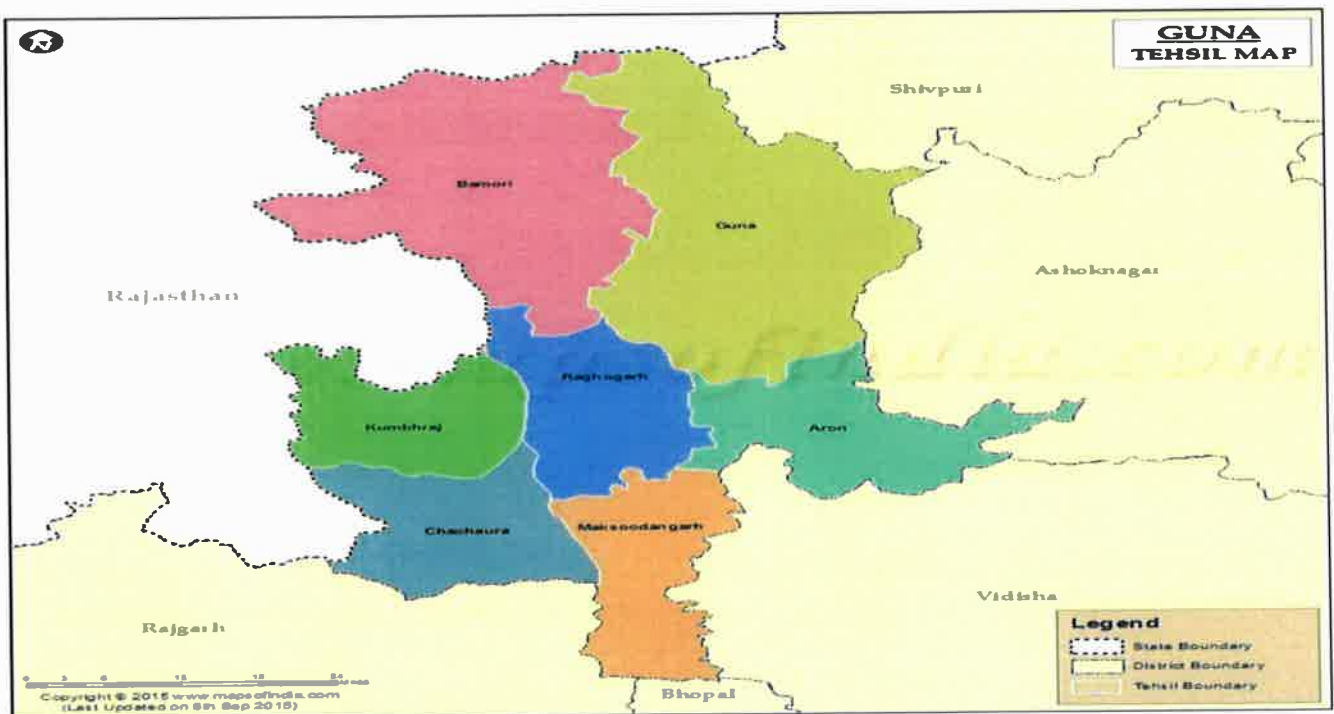 N
GUNA
TEHSIL MAP
Shivpuri
Bamori
Guna
Ashoknagar
Rajasthan
Raghogarh
Kumbhraj
Aron
Chachaura
Maksoodangarh
Vidisha
Rajgarh
Bhopal
Legend
State Boundary
District Boundary
Tehsil Boundary
Copyright © 2015 www.mapsofindia.com
(Last Updated on 8th Sep 2015)